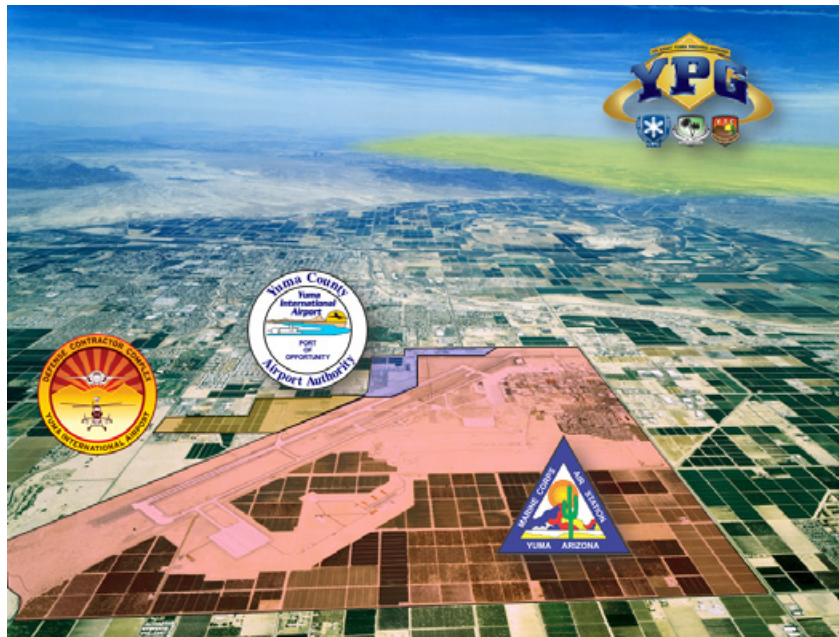 YPG
Yuma County
Yuma
International
Airport
PORT
OF
OPPORTUNITY
Airport Authority
DEFENSE CONTRACTOR COMPLEX
YUMA INTERNATIONAL AIRPORT
MARINE CORPS
AIR STATION
YUMA ARIZONA